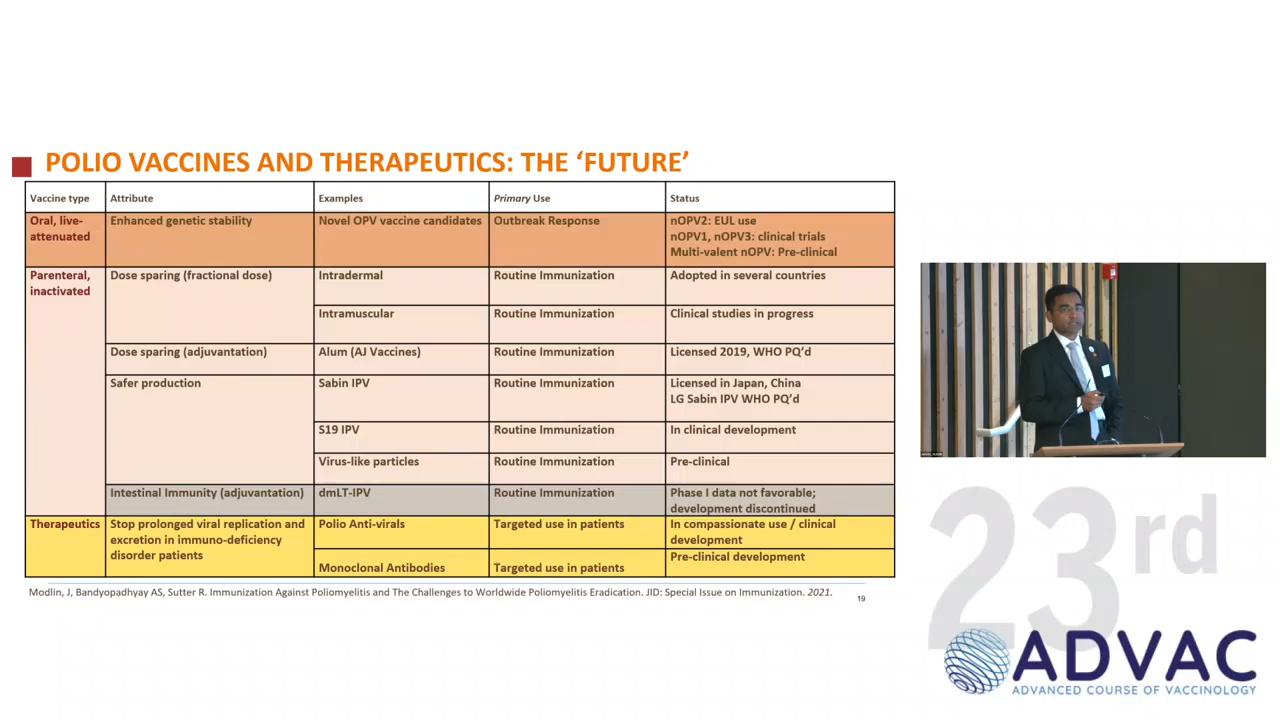 POLIO VACCINES AND THERAPEUTICS: THE ‘FUTURE’
Vaccine type Attribute Examples Primary Use Status
Oral, live-
attenuated
Enhanced genetic stability
Novel OPV vaccine candidates
Outbreak Response
nOPV2: EUL use
nOPV1, nOPV3: clinical trials
Multi-valent nOPV: Pre-clinical
Parenteral,
inactivated
Dose sparing (fractional dose)
Intradermal
Routine Immunization
Adopted in several countries
Intramuscular
Routine Immunization
Clinical studies in progress
Dose sparing (adjuvantation)
Alum (AJ Vaccines)
Routine Immunization
Licensed 2019, WHO PQ’d
Safer production
Sabin IPV
Routine Immunization
Licensed in Japan, China
LG Sabin IPV WHO PQ’d
S19 IPV
Routine Immunization
In clinical development
Virus-like particles
Routine Immunization
Pre-clinical
Intestinal Immunity (adjuvantation)
dmLT-IPV
Routine Immunization
Phase I data not favorable;
development discontinued
Therapeutics
Stop prolonged viral replication and
excretion in immuno-deficiency
disorder patients
Polio Anti-virals
Targeted use in patients
In compassionate use / clinical
development
Monoclonal Antibodies
Targeted use in patients
Pre-clinical development
Modlin, J, Bandyopadhyay AS, Sutter R. Immunization Against Poliomyelitis and The Challenges to Worldwide Poliomyelitis Eradication. JID: Special Issue on Immunization. 2021.
19
23rd
ADVAC
ADVANCED COURSE OF VACCINOLOGY